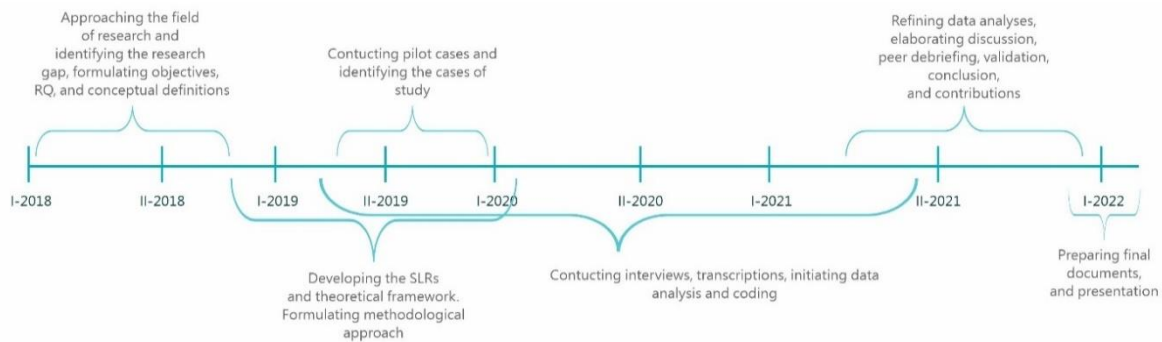 Approaching the field
of research and
identifying the research
gap, formulating objectives,
RQ, and conceptual definitions
Contucting pilot cases and
identifying the cases of
study
Refining data analyses,
elaborating discussion,
peer debriefing, validation,
conclusion,
and contributions
I-2018
II-2018
I-2019
II-2019
I-2020
II-2020
I-2021
II-2021
I-2022
Developing the SLRs
and theoretical framework.
Formulating methodological
approach
Contucting interviews, transcriptions, initiating data
analysis and coding
Preparing final
documents,
and presentation